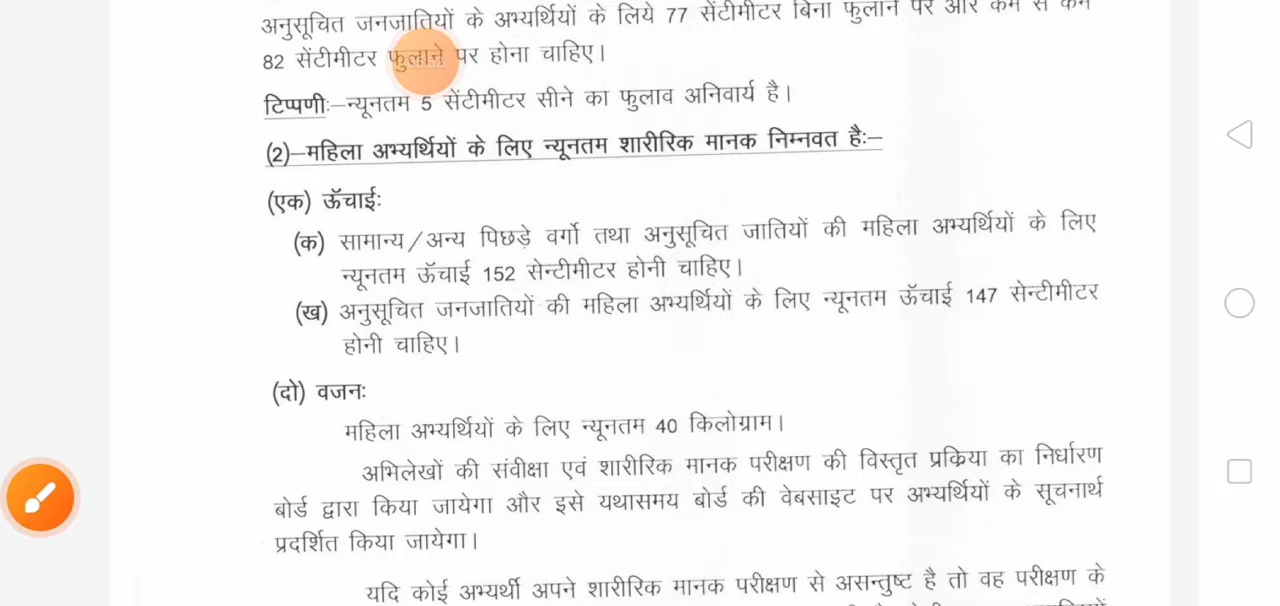 अनुसूचित जनजातियों के अभ्यर्थियों के लिये 77 सेंटीमीटर बिना फुलाने पर और कम से कम
82 सेंटीमीटर फुलाने पर होना चाहिए।
टिप्पणीः–न्यूनतम 5 सेंटीमीटर सीने का फुलाव अनिवार्य है।
(2)–महिला अभ्यर्थियों के लिए न्यूनतम शारीरिक मानक निम्नवत हैः–
(एक) ऊॅचाईः
(क) सामान्य/अन्य पिछड़े वर्गो तथा अनुसूचित जातियों की महिला अभ्यर्थियों के लिए
न्यूनतम ऊॅचाई 152 सेन्टीमीटर होनी चाहिए।
(ख) अनुसूचित जनजातियों की महिला अभ्यर्थियों के लिए न्यूनतम ऊॅचाई 147 सेन्टीमीटर
होनी चाहिए।
(दो) वजनः
महिला अभ्यर्थियों के लिए न्यूनतम 40 किलोग्राम।
अभिलेखों की संवीक्षा एवं शारीरिक मानक परीक्षण की विस्तृत प्रक्रिया का निर्धारण
बोर्ड द्वारा किया जायेगा और इसे यथासमय बोर्ड की वेबसाइट पर अभ्यर्थियों के सूचनार्थ
प्रदर्शित किया जायेगा।
यदि कोई अभ्यर्थी अपने शारीरिक मानक परीक्षण से असन्तुष्ट है तो वह परीक्षण के